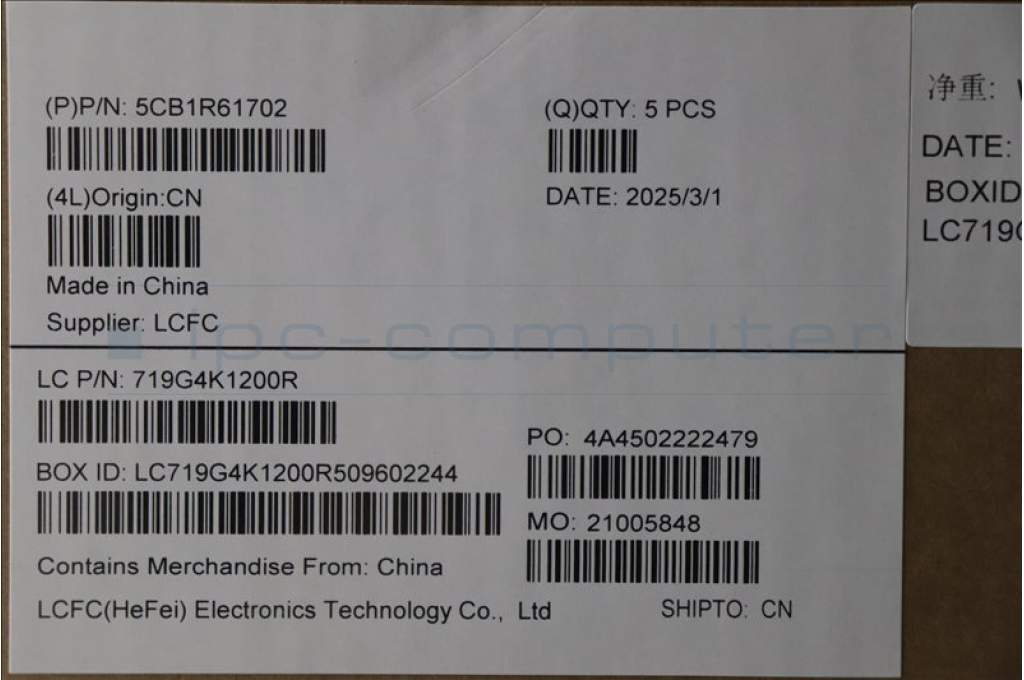 (P)P/N: 5CB1R61702
(Q)QTY: 5 PCS
(4L)Origin:CN
DATE: 2025/3/1
Made in China
Supplier: LCFC
ipc-computer
LC P/N: 719G4K1200R
PO: 4A4502222479
BOX ID: LC719G4K1200R509602244
MO: 21005848
Contains Merchandise From: China
LCFC(HeFei) Electronics Technology Co., Ltd
SHIPTO: CN
净重:
DATE:
BOXID
LC719